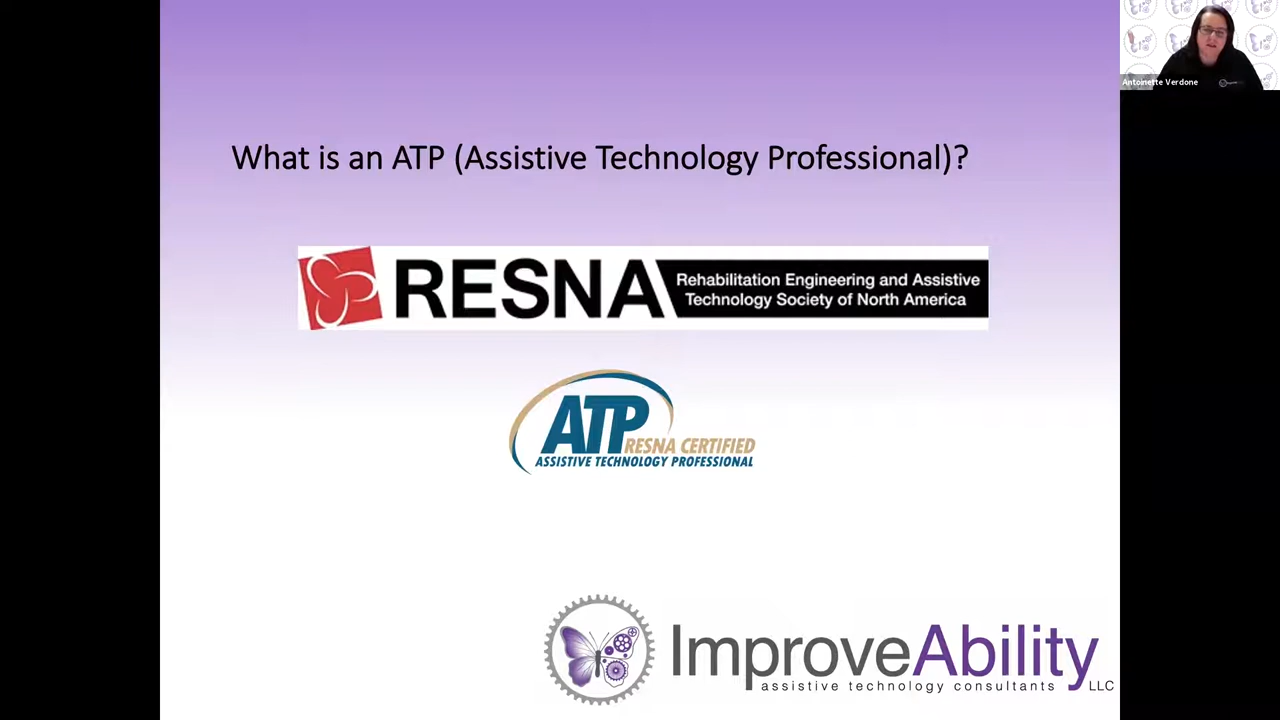 Antoinette Verdone
What is an ATP (Assistive Technology Professional)?
RESNA
Rehabilitation Engineering and Assistive
Technology Society of North America
ATP
RESNA CERTIFIED
ASSISTIVE TECHNOLOGY PROFESSIONAL
ImproveAbility
assistive technology consultants LLC